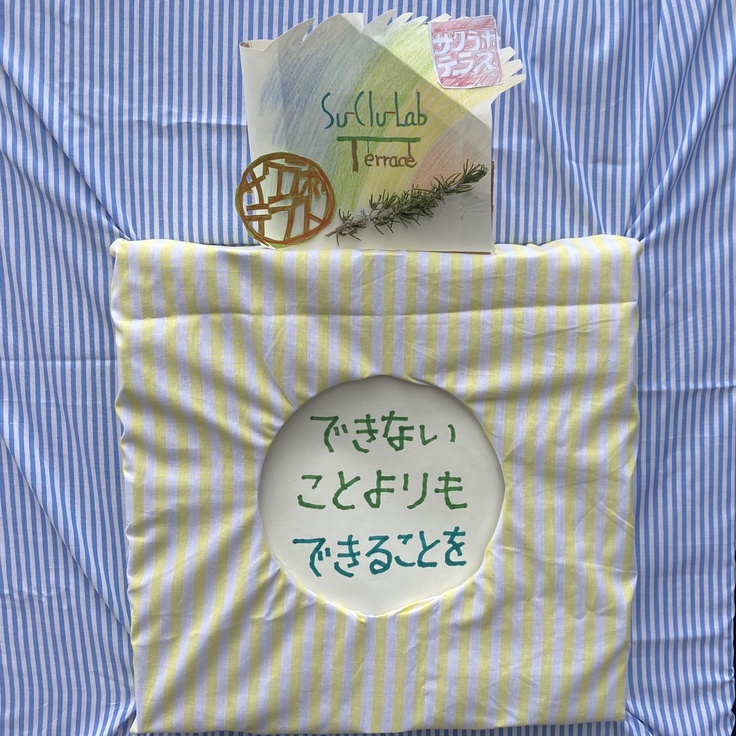 サクラボ
テラス
Su-Clu-Lab
Terrace
できない
ことよりも
できることを